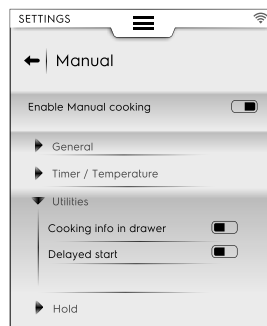 SETTINGS
Manual
Enable Manual cooking
General
Timer / Temperature
Utilities
Cooking info in drawer
Delayed start
Hold